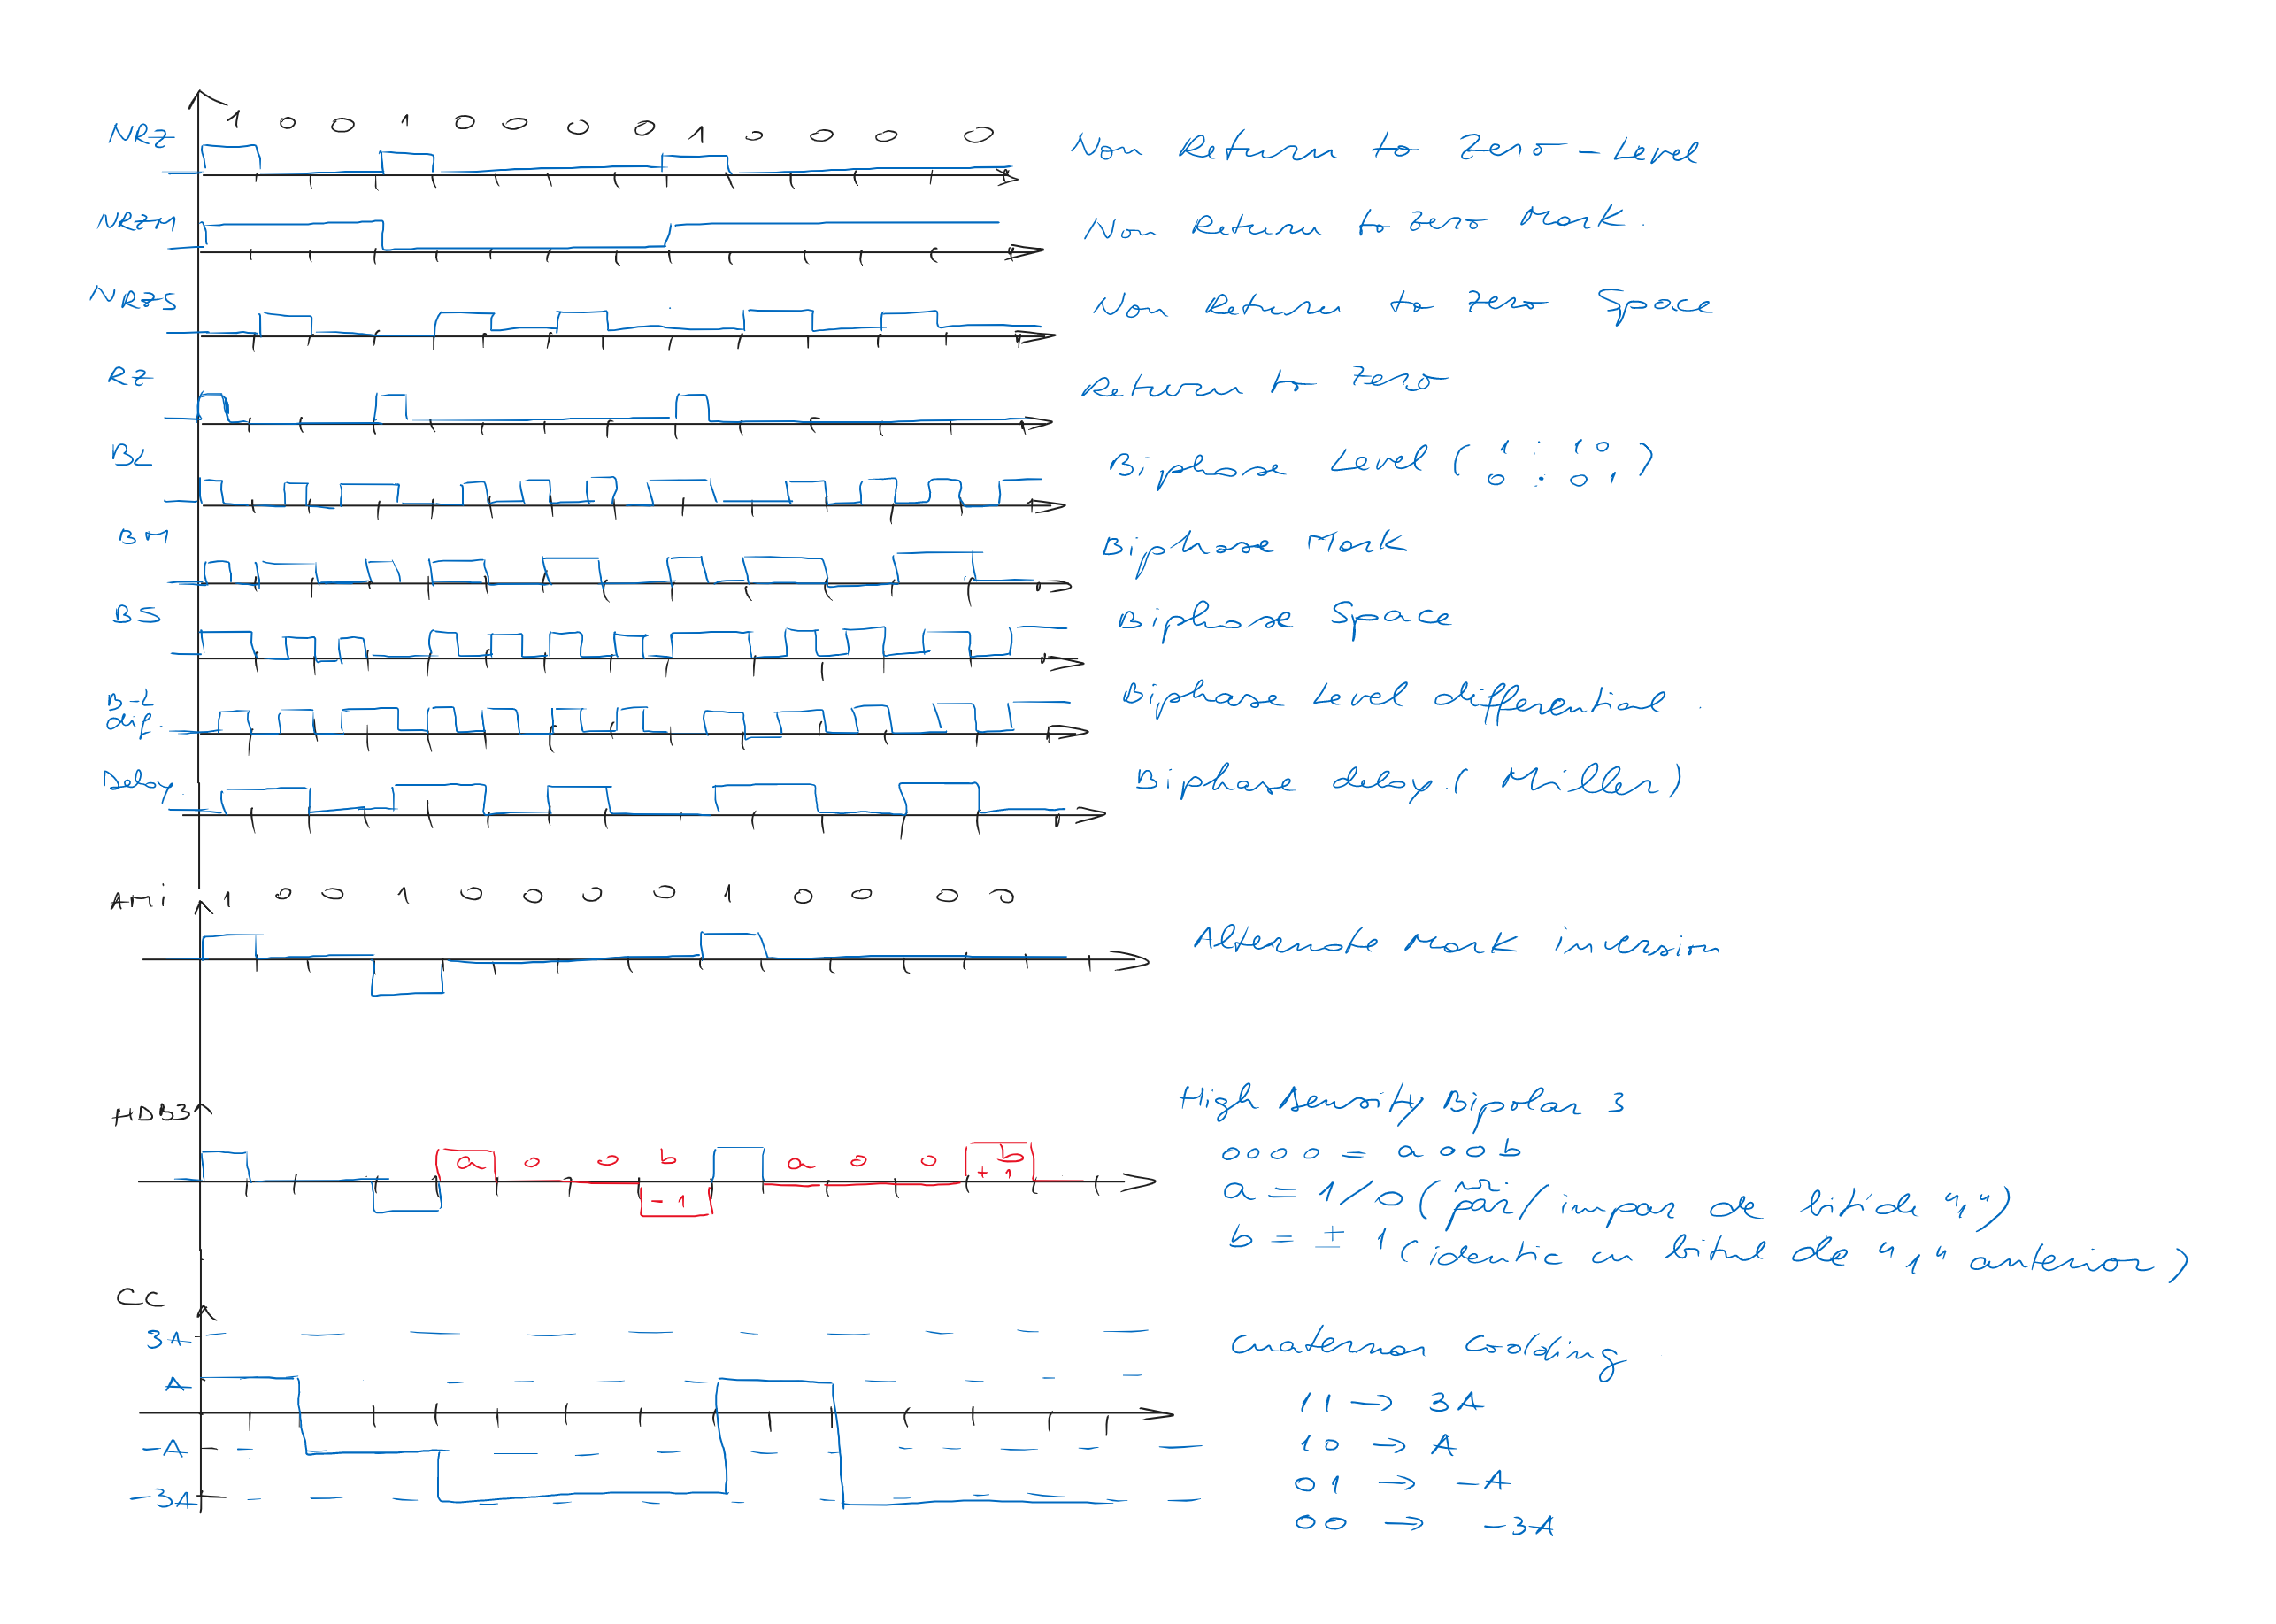 1 0 0 1 0 0 0 0 1 0 0 0 0
NRZ Non Return to Zero - Level
NRZM Non Return to Zero Mark.
NRZS Non Return to Zero Space
RZ Return to Zero
BL Biphase Level ( 1 : 10
0 : 01 )
BM Biphase Mark
BS Biphase Space
B-L
dif. Biphase Level differential.
Delay. Biphase delay. ( Miller )
AMi 1 0 0 1 0 0 0 0 1 0 0 0 0
Alternate Mark inversion
HDB3 High Density Bipolar 3
a 0 0 b a 0 0 b
- 1 + 1
0000 = a00b
a = 1/0 ( nr. par / impar de biti de "1" )
b = ± 1 ( identic cu bitul de "1" anterior )
CC
3A Cuaternar Coolding
A 11 → 3A
10 → A
-A 01 → -A
-3A 00 → -3A